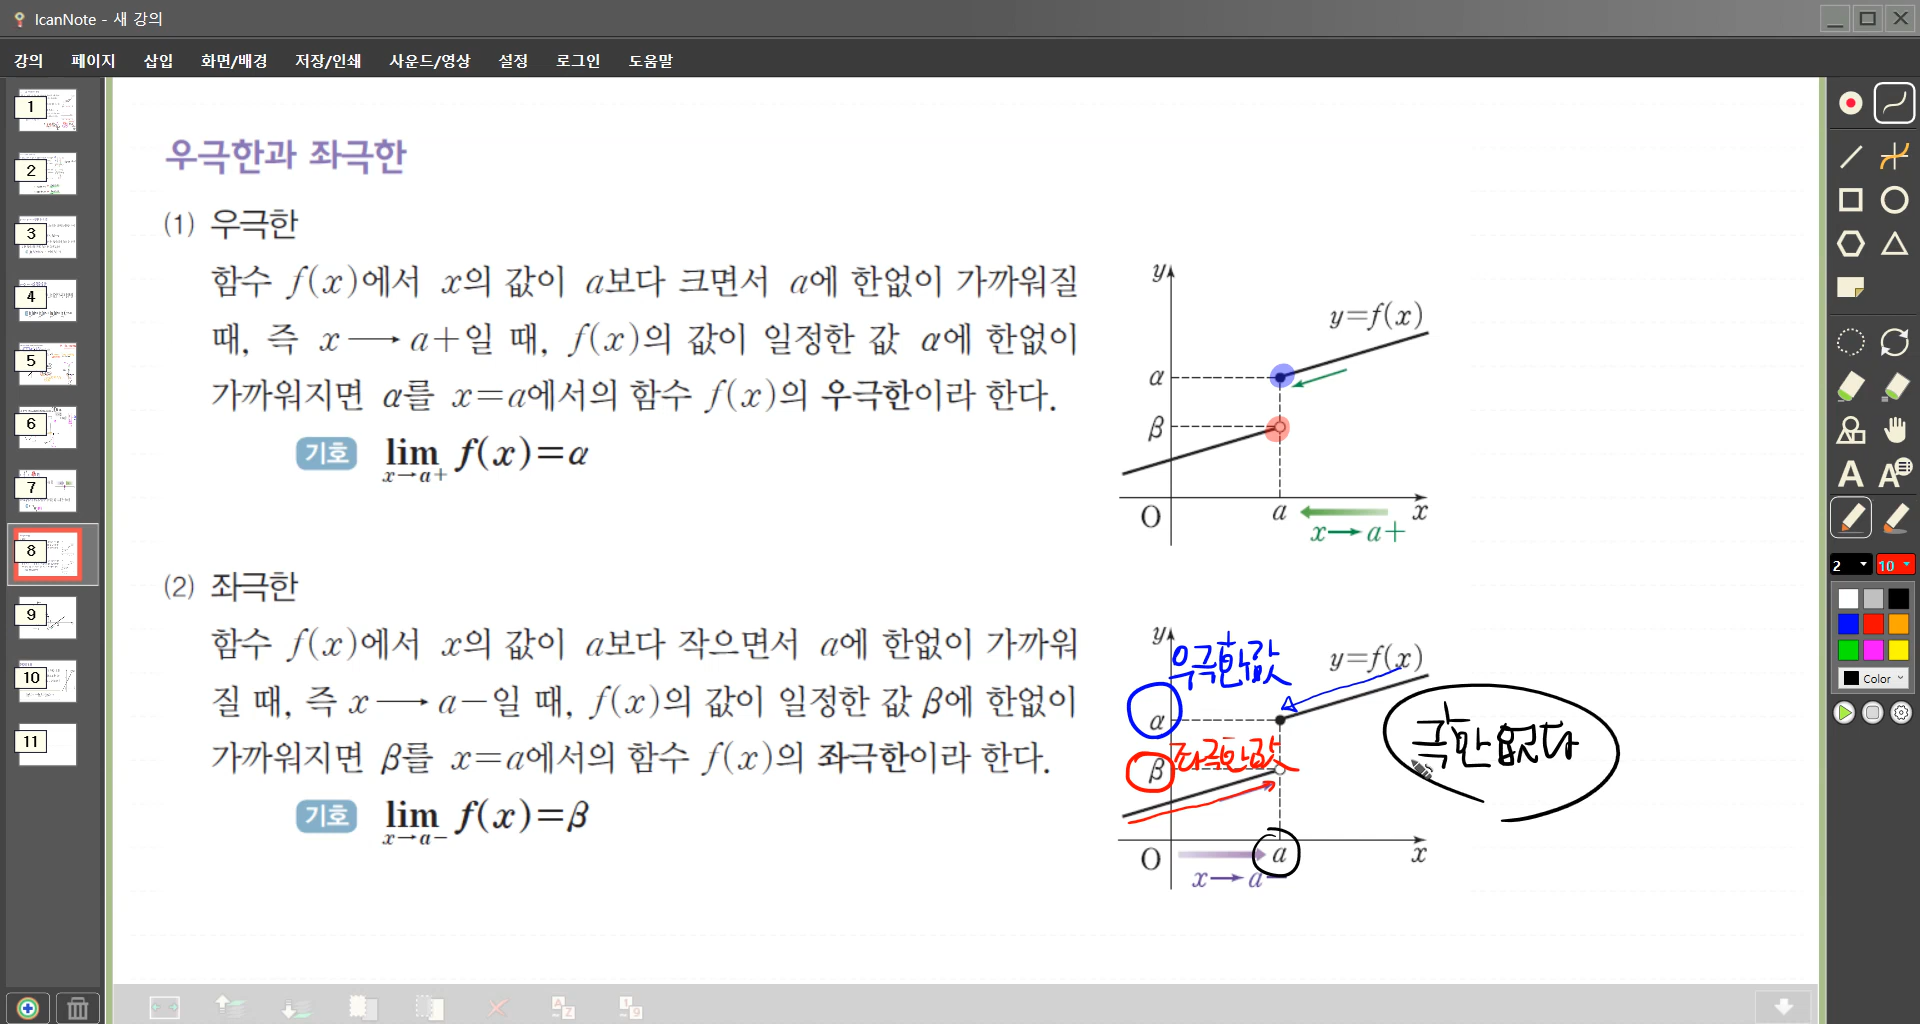 IcanNote - 새 강의
강의 페이지 삽입 화면/배경 저장/인쇄 사운드/영상 설정 로그인 도움말
1
2
3
4
5
6
7
8
9
10
11
우극한과 좌극한
(1) 우극한
함수 f(x)에서 x의 값이 a보다 크면서 a에 한없이 가까워질
때, 즉 x⟶a+일 때, f(x)의 값이 일정한 값 α에 한없이
가까워지면 α를 x=a에서의 함수 f(x)의 우극한이라 한다.
기호 lim x→a+ f(x)=α
y
y=f(x)
α
β
O a x
x⟶a+
(2) 좌극한
함수 f(x)에서 x의 값이 a보다 작으면서 a에 한없이 가까워
질 때, 즉 x⟶a-일 때, f(x)의 값이 일정한 값 β에 한없이
가까워지면 β를 x=a에서의 함수 f(x)의 좌극한이라 한다.
기호 lim x→a- f(x)=β
y
우극한값
y=f(x)
α
극한 없다
좌극한값
β
O a x
x⟶a-
2 10
Color